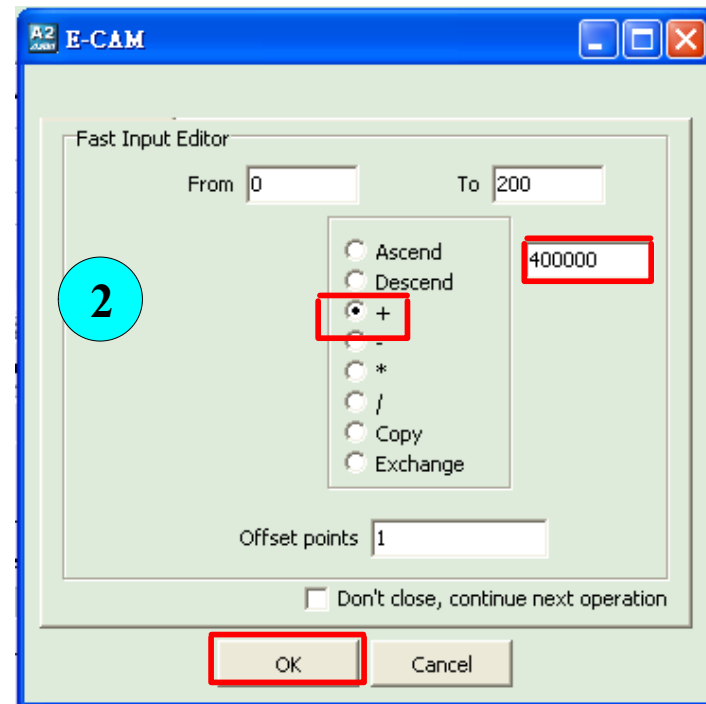 A2 E-CAM
Fast Input Editor
From 0 To 200
Ascend 400000
Descend
2
+
-
*
/
Copy
Exchange
Offset points 1
Don't close, continue next operation
OK Cancel